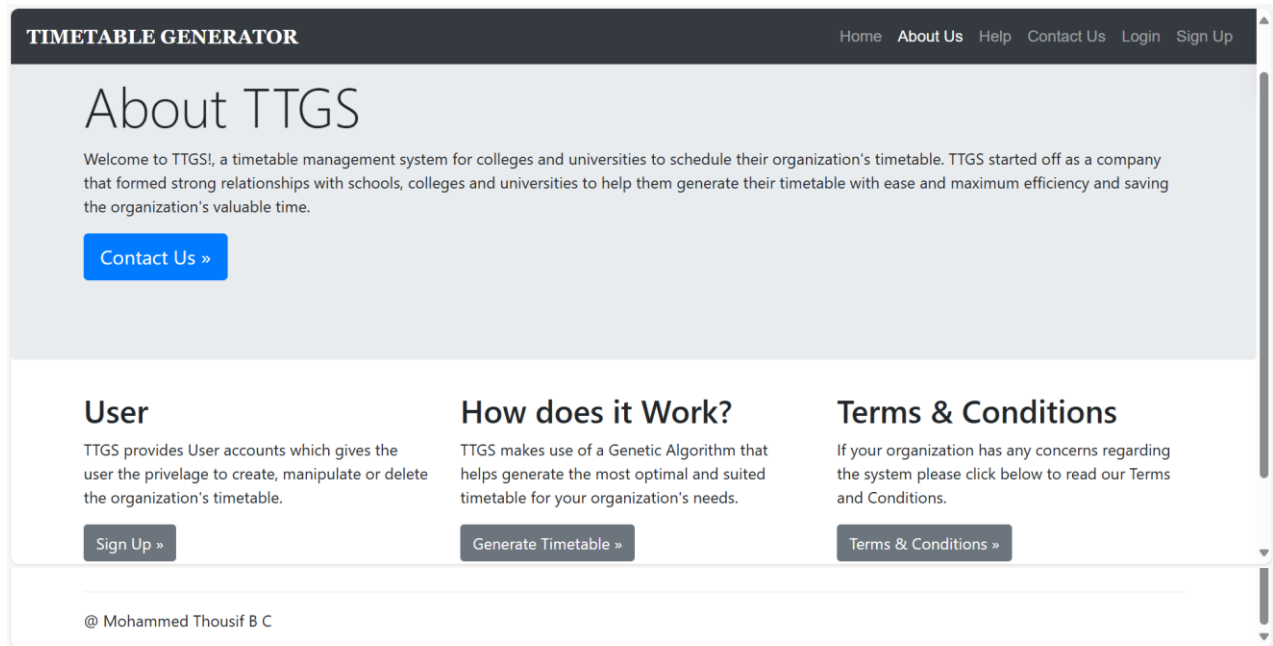 TIMETABLE GENERATOR
Home About Us Help Contact Us Login Sign Up
About TTGS
Welcome to TTGS!, a timetable management system for colleges and universities to schedule their organization's timetable. TTGS started off as a company
that formed strong relationships with schools, colleges and universities to help them generate their timetable with ease and maximum efficiency and saving
the organization's valuable time.
Contact Us »
User
TTGS provides User accounts which gives the
user the privelage to create, manipulate or delete
the organization's timetable.
Sign Up »
How does it Work?
TTGS makes use of a Genetic Algorithm that
helps generate the most optimal and suited
timetable for your organization's needs.
Generate Timetable »
Terms & Conditions
If your organization has any concerns regarding
the system please click below to read our Terms
and Conditions.
Terms & Conditions »
@ Mohammed Thousif B C